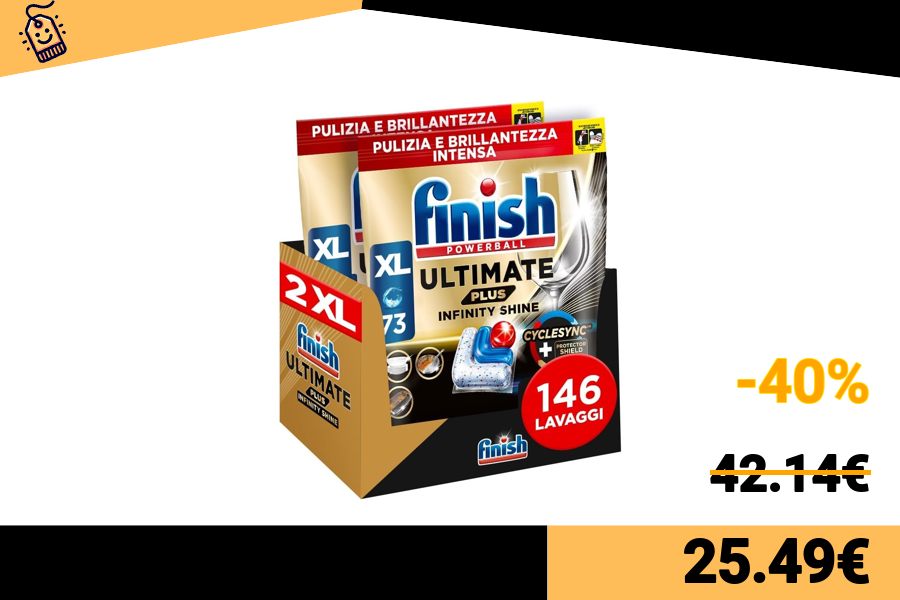 PULIZIA E BRILLANTEZZA
PULIZIA E BRILLANTEZZA
INTENSA
finish
POWERBALL
XL
XL
ULTIMATE
PLUS
INFINITY SHINE
73
CYCLESYNC
+ PROTECTOR
SHIELD
2 XL
finish
ULTIMATE
PLUS
INFINITY SHINE
146
LAVAGGI
finish
-40%
42.14€
25.49€